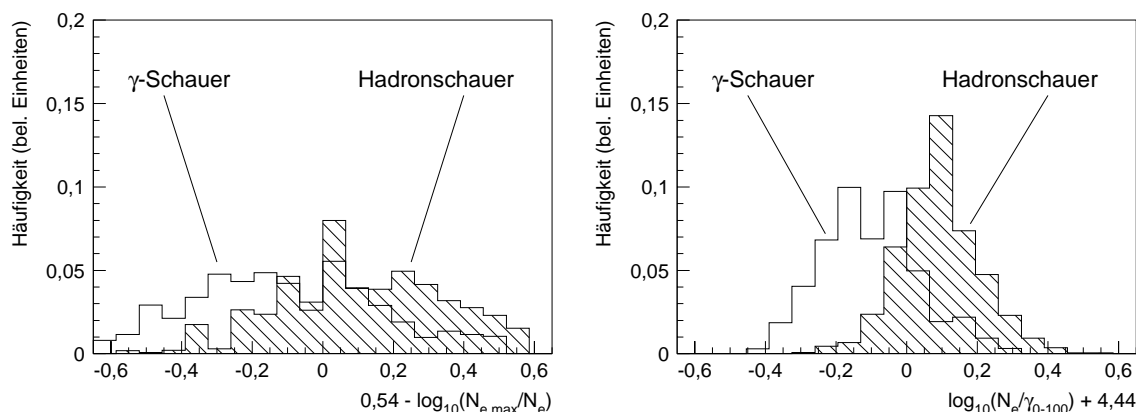 Häufigkeit (bel. Einheiten)
0,2
0,15
0,1
0,05
0
γ-Schauer
Hadronschauer
-0,6 -0,4 -0,2 0 0,2 0,4 0,6
0,54 - log10(Ne,max/Ne)
Häufigkeit (bel. Einheiten)
0,2
0,15
0,1
0,05
0
γ-Schauer
Hadronschauer
-0,6 -0,4 -0,2 0 0,2 0,4 0,6
log10(Ne/γ0-100) + 4,44